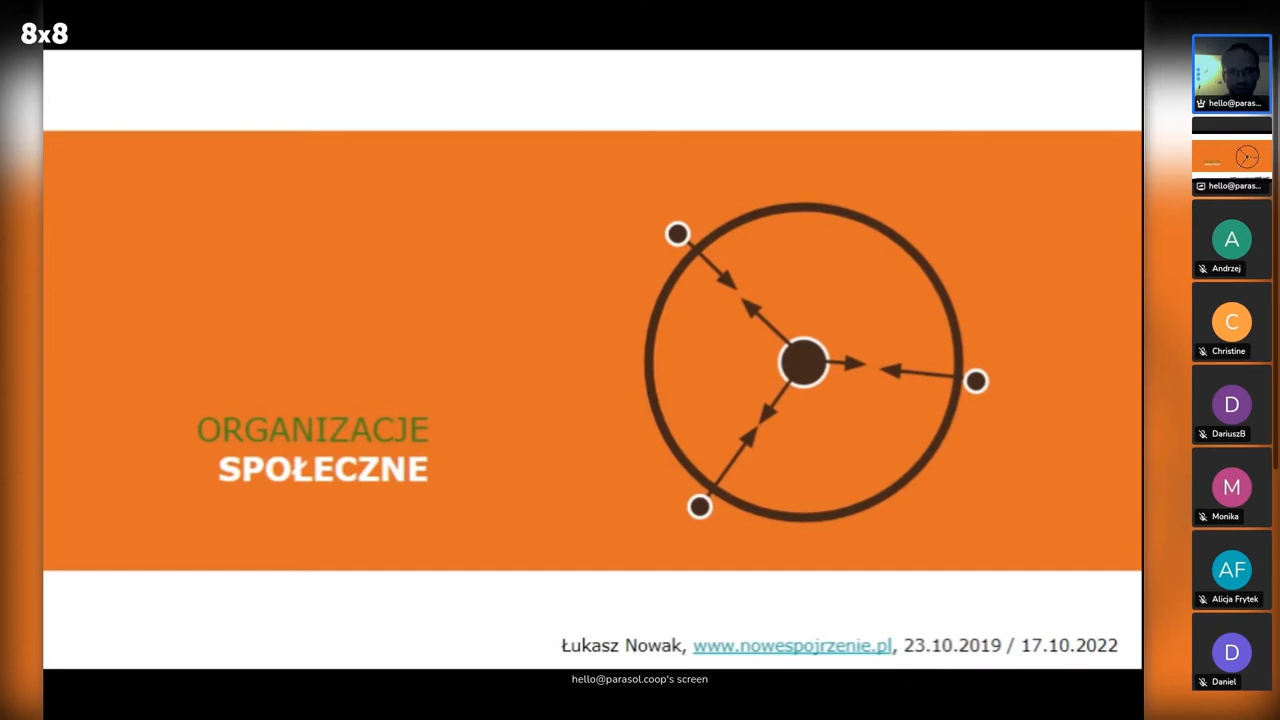 8x8
ORGANIZACJE
SPOŁECZNE
Łukasz Nowak, www.nowespojrzenie.pl, 23.10.2019 / 17.10.2022
hello@parasol.coop's screen
hello@paras...
hello@paras...
A
Andrzej
C
Christine
D
DariuszB
M
Monika
AF
Alicja Frytek
D
Daniel